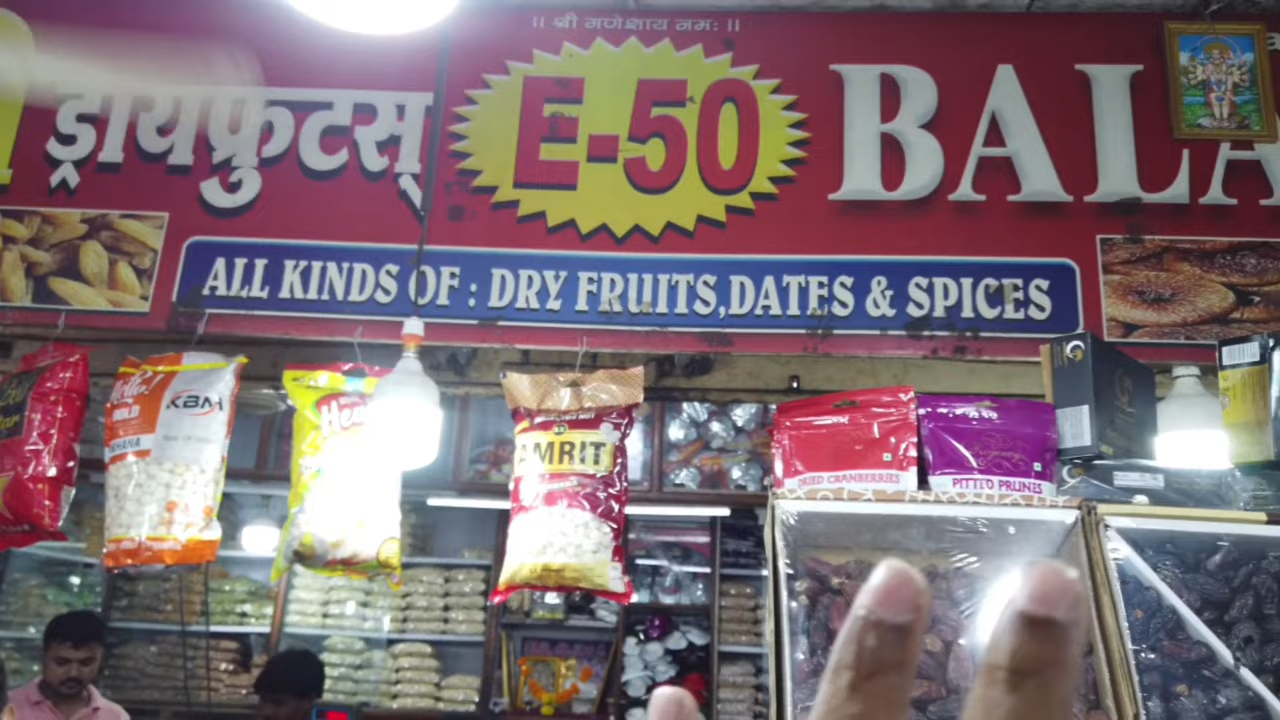 ॥ श्री गणेशाय नमः ॥
ड्रायफ्रुटस्
E-50
BALA
ALL KINDS OF : DRY FRUITS,DATES & SPICES
GOLD
KBM
AMRIT
DRIED CRANBERRIES
PITTED PRUNES